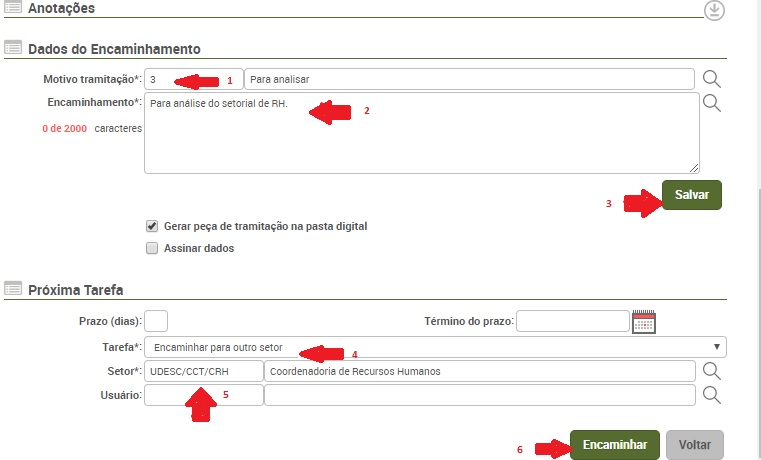 Anotações
Dados do Encaminhamento
Motivo tramitação*: 3 1 Para analisar
Encaminhamento*: Para análise do setorial de RH. 2
0 de 2000 caracteres
3 Salvar
Gerar peça de tramitação na pasta digital
Assinar dados
Próxima Tarefa
Prazo (dias): Término do prazo:
Tarefa*: Encaminhar para outro setor 4
Setor*: UDESC/CCT/CRH Coordenadoria de Recursos Humanos
Usuário: 5
6 Encaminhar Voltar